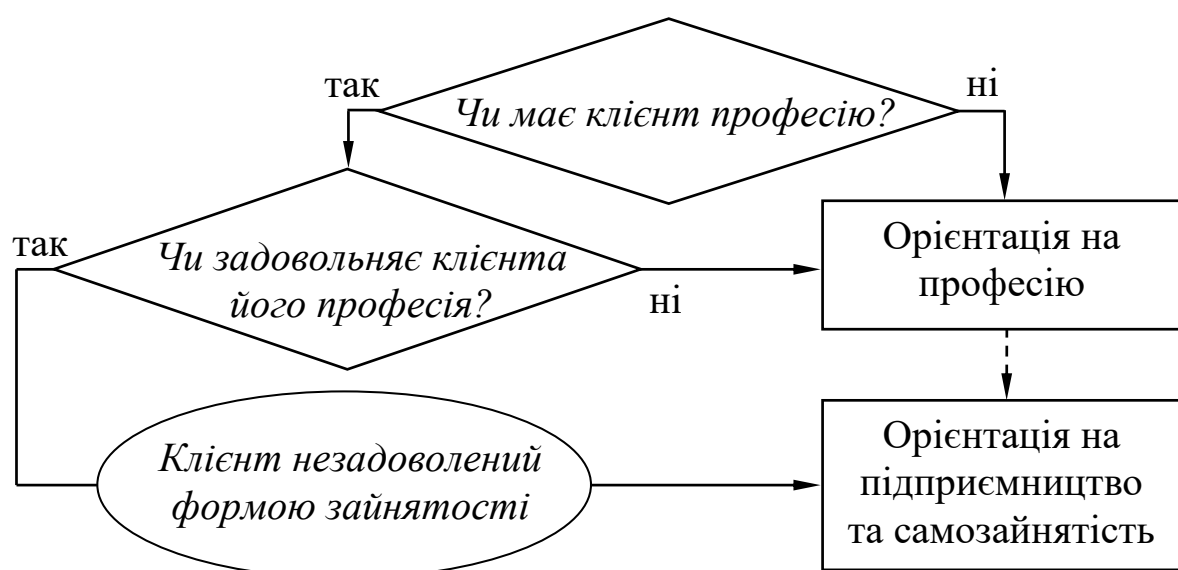 так
ні
Чи має клієнт професію?
так
Чи задовольняє клієнта
його професія?
ні
Орієнтація на
професію
Клієнт незадоволений
формою зайнятості
Орієнтація на
підприємництво
та самозайнятість